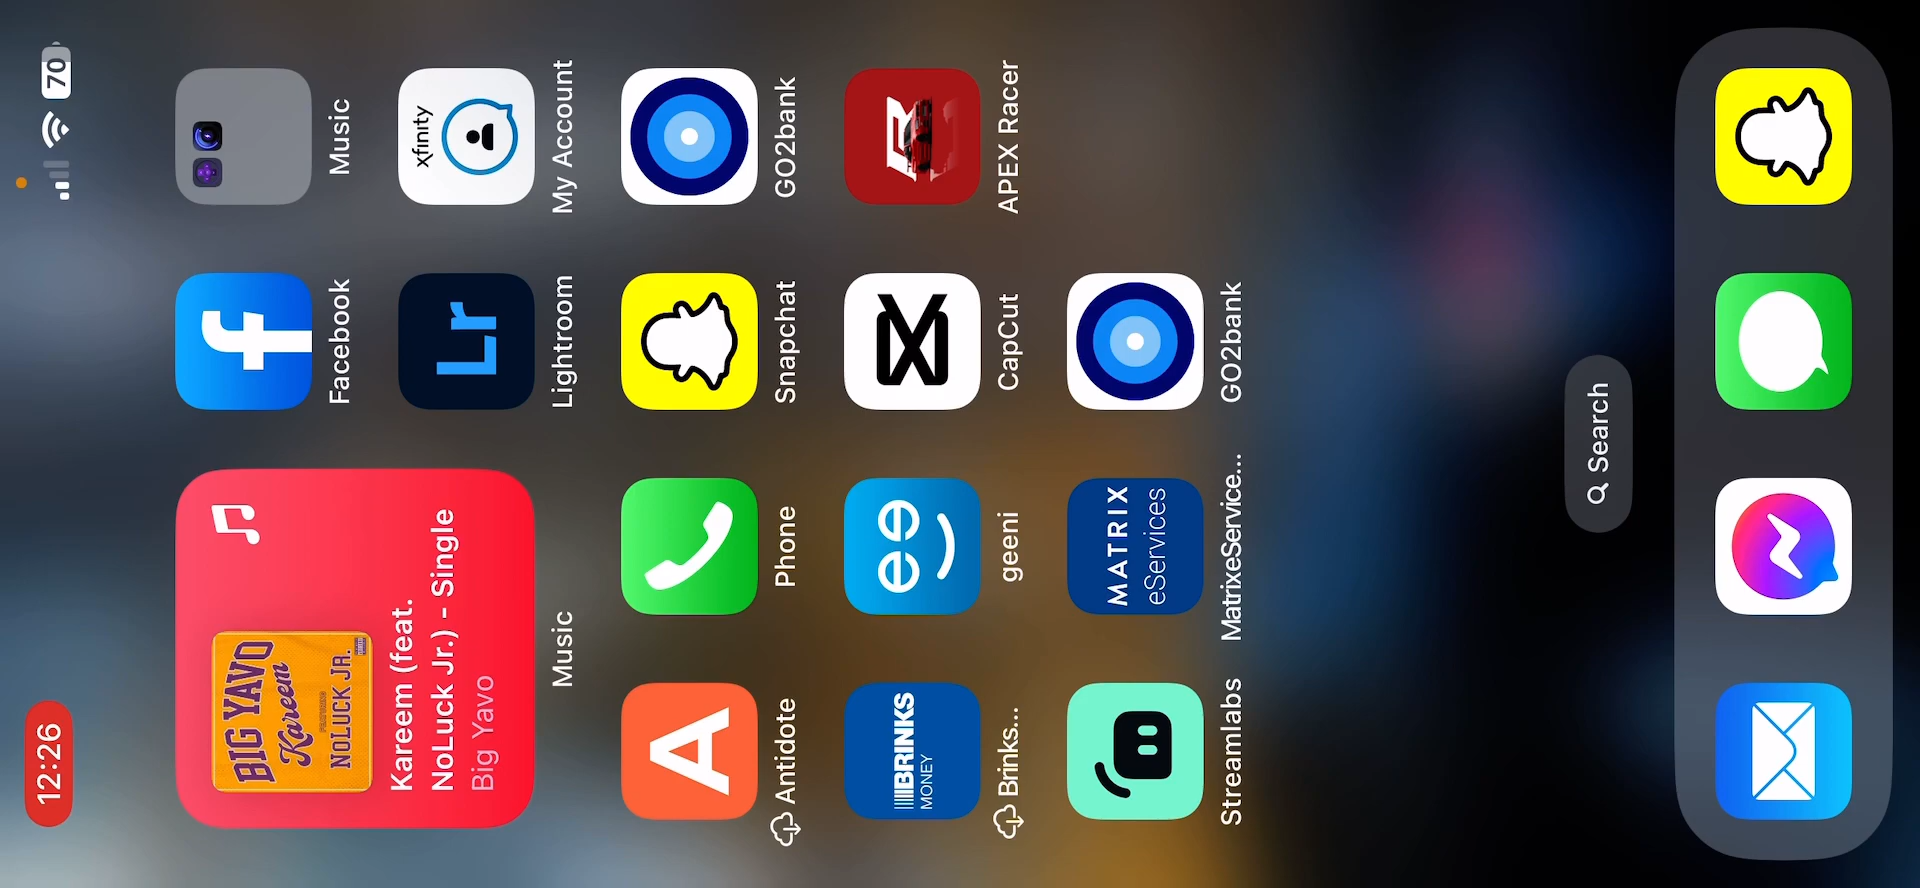 12:26
70
BIG YAVO
Kareem
NOLUCK JR.
Kareem (feat.
NoLuck Jr.) - Single
Big Yavo
Music
f
Facebook
Music
Lr
Lightroom
xfinity
My Account
A
Antidote
Phone
Snapchat
GO2bank
BRINKS
MONEY
Brinks...
ee
geeni
CapCut
R
APEX Racer
Streamlabs
MATRIX
eServices
MatrixeService...
GO2bank
Search